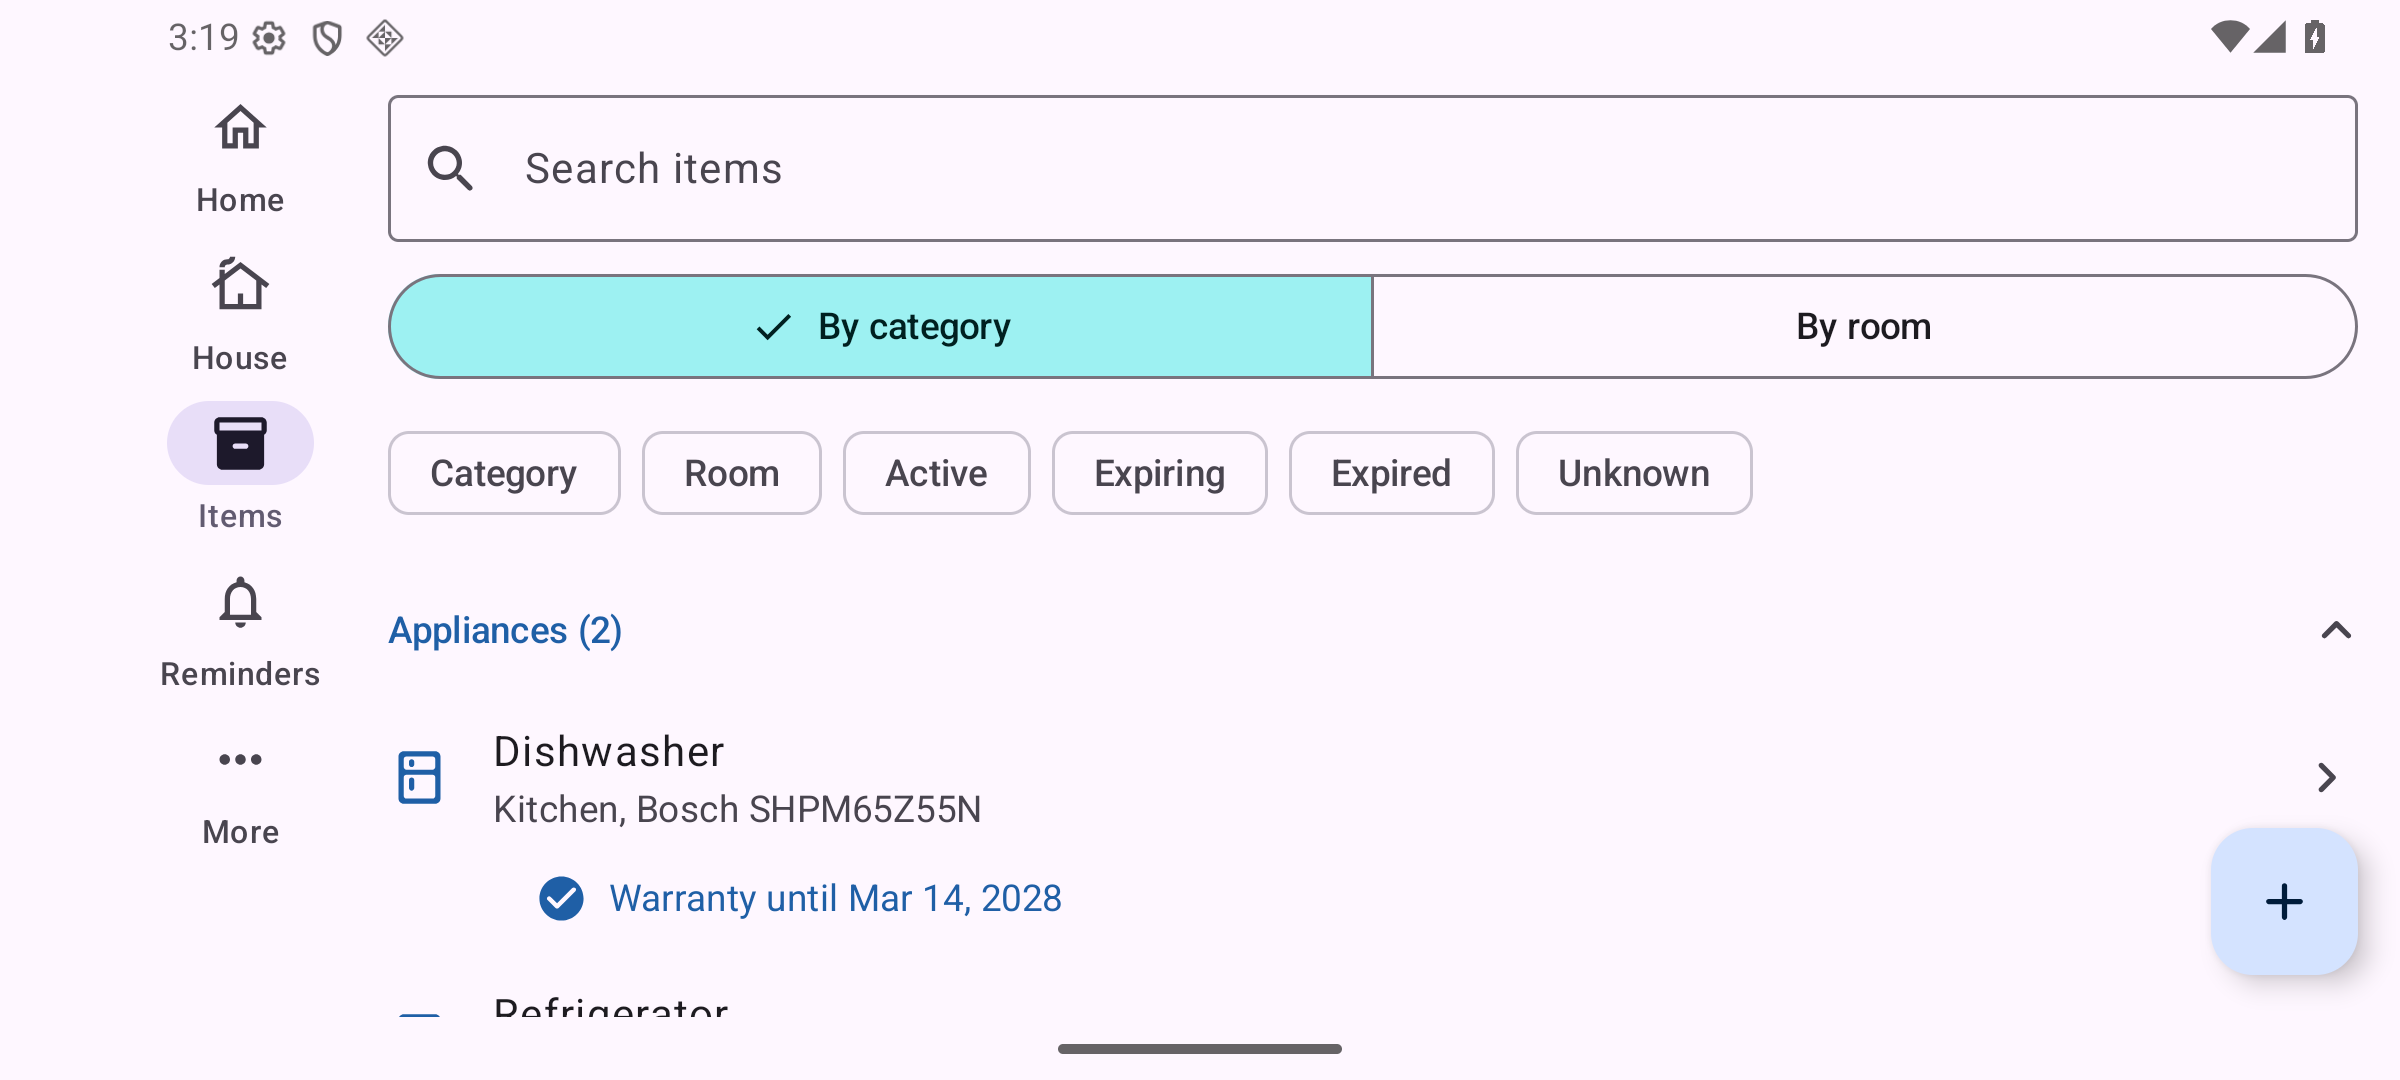 3:19
Home
House
Items
Reminders
More
Search items
By category
By room
Category
Room
Active
Expiring
Expired
Unknown
Appliances (2)
Dishwasher
Kitchen, Bosch SHPM65Z55N
Warranty until Mar 14, 2028
Refrigerator